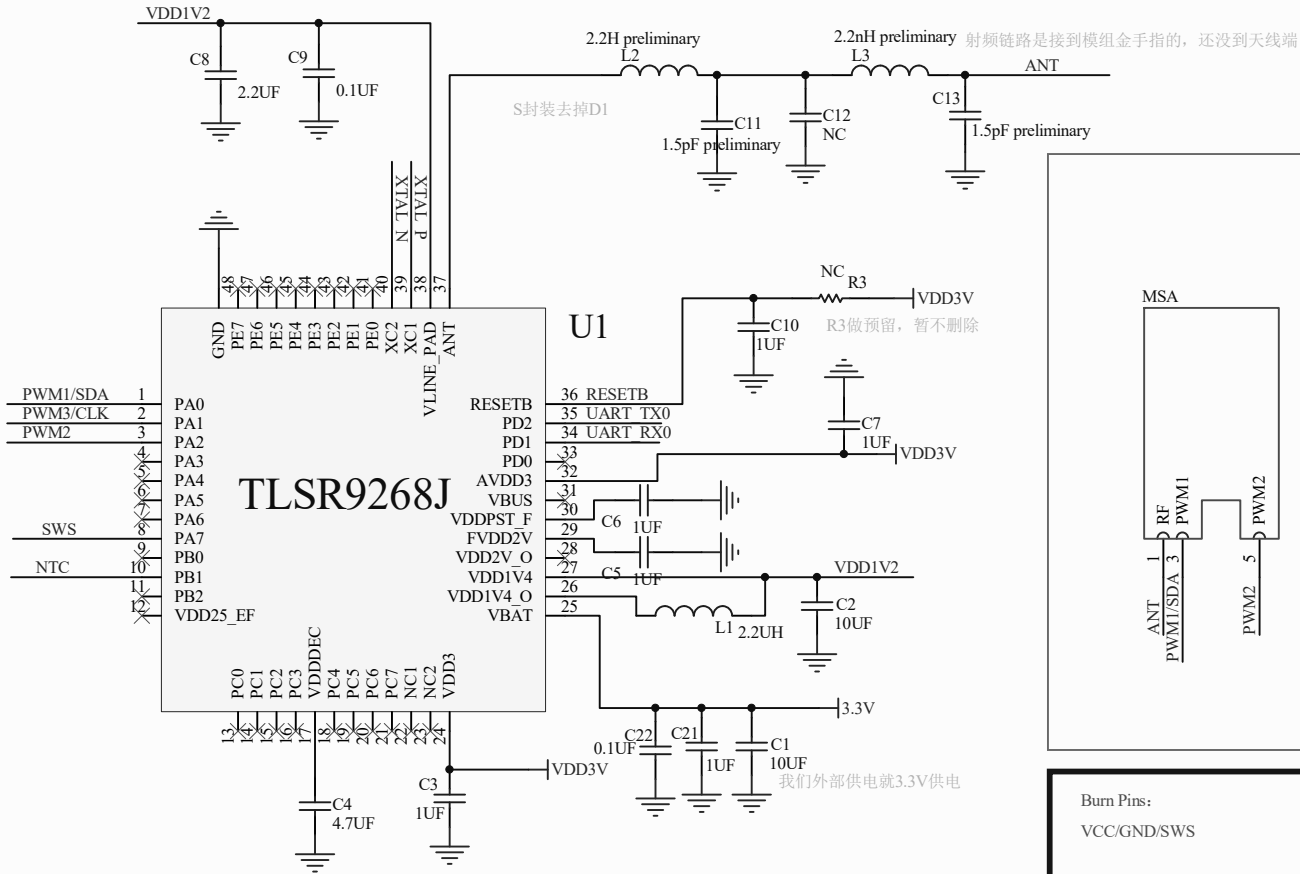 VDD1V2
C8
2.2UF
C9
0.1UF
2.2H preliminary
L2
2.2nH preliminary
L3
射频链路是接到模组金手指的，还没到天线端
ANT
S封装去掉D1
C11
1.5pF preliminary
C12
NC
C13
1.5pF preliminary
XTAL_N
XTAL_P
48
47
46
45
44
43
42
41
40
39
38
37
GND
PE7
PE6
PE5
PE4
PE3
PE2
PE1
PE0
XC2
XC1
VLINE_PAD
ANT
U1
TLSR9268J
PWM1/SDA 1 PA0
PWM3/CLK 2 PA1
PWM2 3 PA2
4 PA3
5 PA4
6 PA5
7 PA6
SWS 8 PA7
9 PB0
NTC 10 PB1
11 PB2
12 VDD25_EF
RESETB 36 RESETB
PD2 35 UART_TX0
PD1 34 UART_RX0
PD0 33
AVDD3 32
VBUS 31
VDDPST_F 30
FVDD2V 29
VDD2V_O 28
VDD1V4 27
VDD1V4_O 26
VBAT 25
NC
R3
VDD3V
R3做预留，暂不删除
C10
1UF
C7
1UF
VDD3V
C6
1UF
C5
1UF
VDD1V2
L1 2.2UH
C2
10UF
3.3V
C22
0.1UF
C21
1UF
C1
10UF
我们外部供电就3.3V供电
PC0
PC1
PC2
PC3
VDDDEC
PC4
PC5
PC6
PC7
NC1
NC2
VDD3
13
14
15
16
17
18
19
20
21
22
23
24
VDD3V
C3
1UF
C4
4.7UF
MSA
RF
PWM1
PWM2
1
3
5
ANT
PWM1/SDA
PWM2
Burn Pins：
VCC/GND/SWS